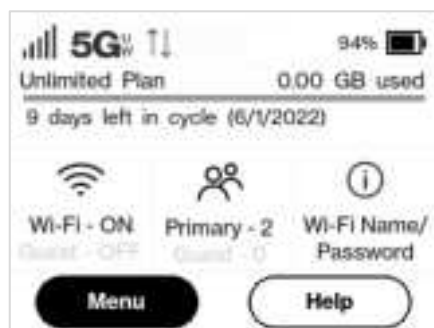 5G UW 94%
Unlimited Plan 0.00 GB used
9 days left in cycle (6/1/2022)
Wi-Fi - ON Primary - 2 Wi-Fi Name/
Guest - OFF Guest - 0 Password
Menu Help